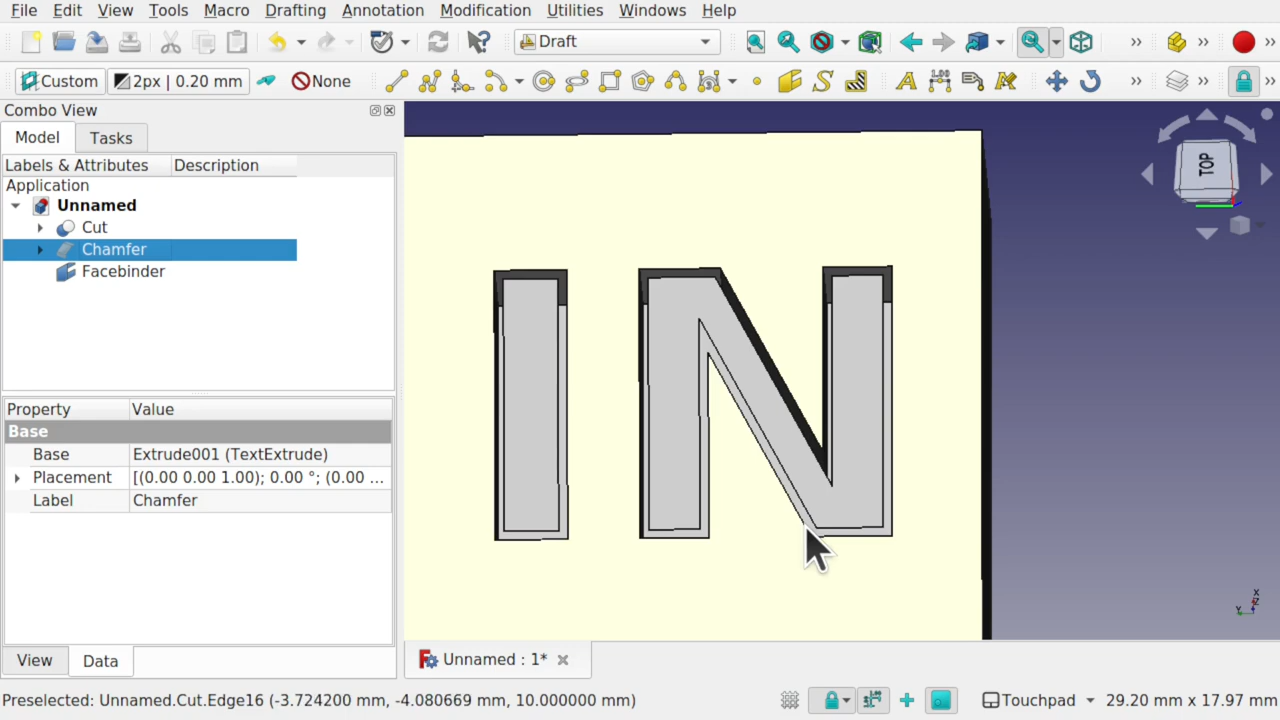 File Edit View Tools Macro Drafting Annotation Modification Utilities Windows Help
Draft
Custom 2px | 0.20 mm None
Combo View
Model Tasks
Labels & Attributes Description
Application
Unnamed
Cut
Chamfer
Facebinder
TOP
IN
Property Value
Base
Base Extrude001 (TextExtrude)
Placement [(0.00 0.00 1.00); 0.00 °; (0.00 ...
Label Chamfer
X
Z
Y
View Data
Unnamed : 1*
Preselected: Unnamed.Cut.Edge16 (-3.724200 mm, -4.080669 mm, 10.000000 mm)
Touchpad 29.20 mm x 17.97 mm